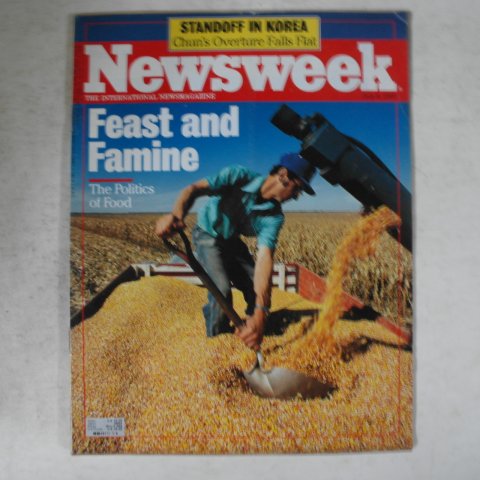 STANDOFF IN KOREA
Chun's Overture Falls Flat
Newsweek
THE INTERNATIONAL NEWSMAGAZINE
Feast and
Famine
The Politics
of Food